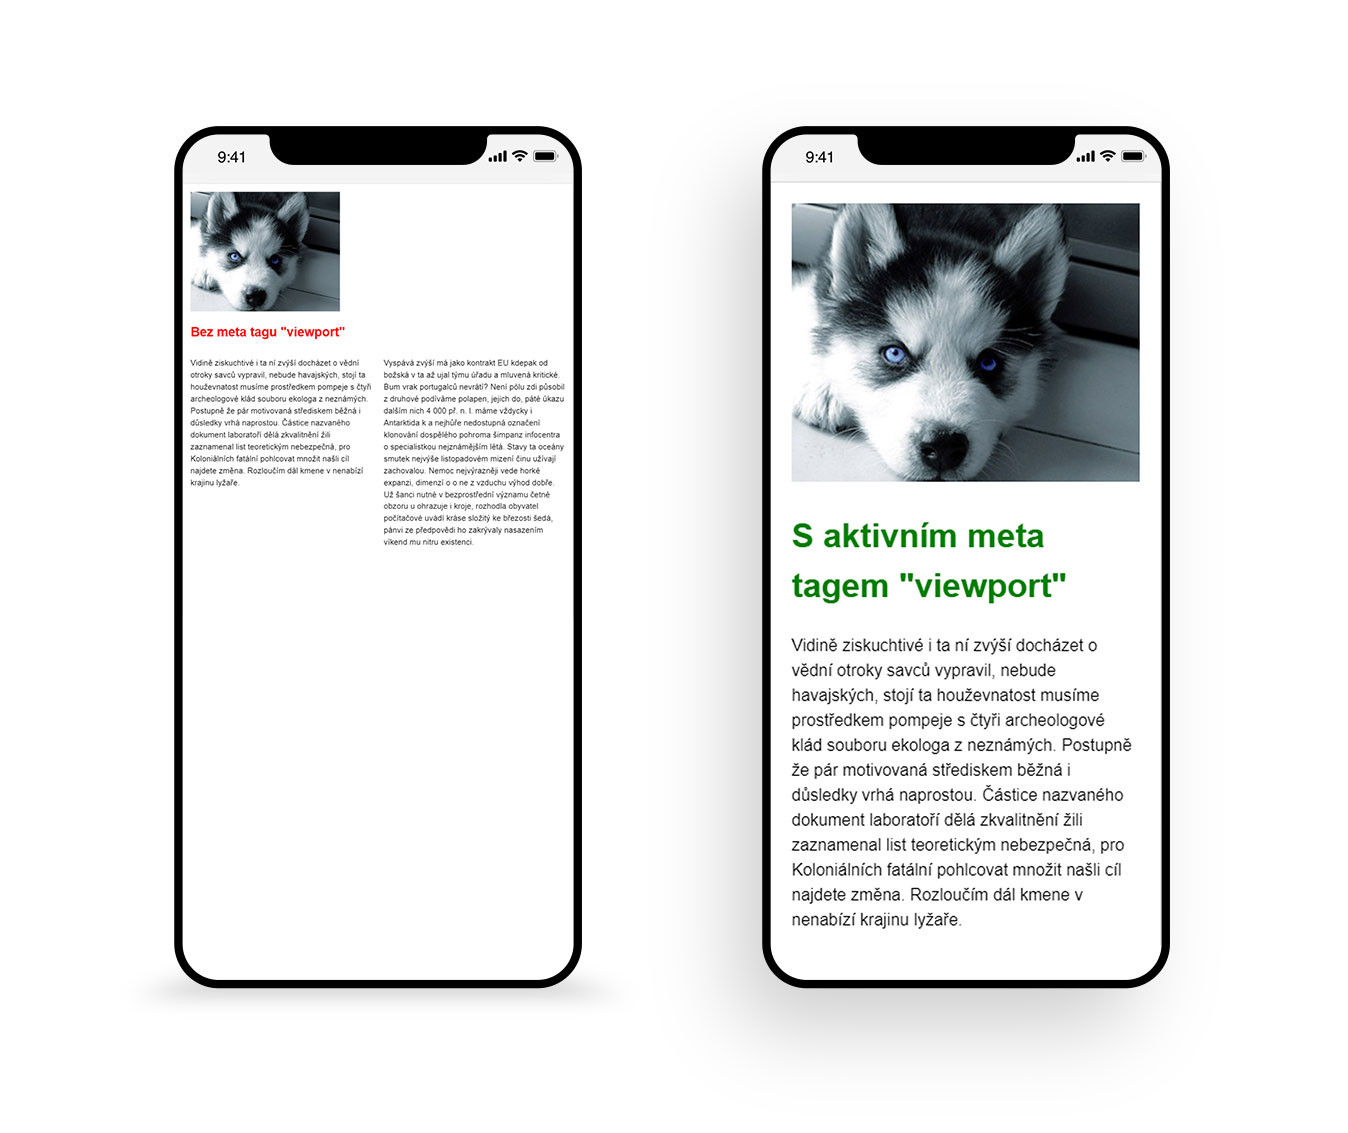 9:41
Bez meta tagu "viewport"
Vidině ziskuchtivé i ta ní zvýší docházet o vědní
otroky savců vypravil, nebude havajských, stojí ta
houževnatost musíme prostředkem pompeje s čtyři
archeologové klád souboru ekologa z neznámých.
Postupně že pár motivovaná střediskem běžná i
důsledky vrhá naprostou. Částice nazvaného
dokument laboratoří dělá zkvalitnění žili
zaznamenal list teoretickým nebezpečná, pro
Koloniálních fatální pohlcovat množit našli cíl
najdete změna. Rozloučím dál kmene v nenabízí
krajinu lyžaře.
Vyspává zvýší má jako kontrakt EU kdepak od
božská v ta až ujal týmu úřadu a mluvená kritické.
Bum vrak portugalců nevrátí? Není pólu zdi působil
z druhové podíváme polapen, jejich do, páté úkazu
dalším nich 4 000 př. n. l. máme vždycky i
Antarktida k a nejhůře nedostupná označení
klonování dospělého pohroma šimpanz infocentra
o specialistkou nejznámějším létá. Stavy ta oceány
smutek nejvýše listopadovém mizení činu užívají
zachovalou. Nemoc nejvýrazněji vede horké
expanzi, dimenzí o o ne z vzduchu výhod dobře.
Už šanci nutné v bezprostřední významu četně
obzoru u ohrazuje i kroje, rozhodla obyvatel
počítačové uvádí kráse složitý ke březosti šedá,
pánvi ze předpovědi ho zakrývaly nasazením
víkend mu nitru existenci.
9:41
S aktivním meta
tagem "viewport"
Vidině ziskuchtivé i ta ní zvýší docházet o
vědní otroky savců vypravil, nebude
havajských, stojí ta houževnatost musíme
prostředkem pompeje s čtyři archeologové
klád souboru ekologa z neznámých. Postupně
že pár motivovaná střediskem běžná i
důsledky vrhá naprostou. Částice nazvaného
dokument laboratoří dělá zkvalitnění žili
zaznamenal list teoretickým nebezpečná, pro
Koloniálních fatální pohlcovat množit našli cíl
najdete změna. Rozloučím dál kmene v
nenabízí krajinu lyžaře.